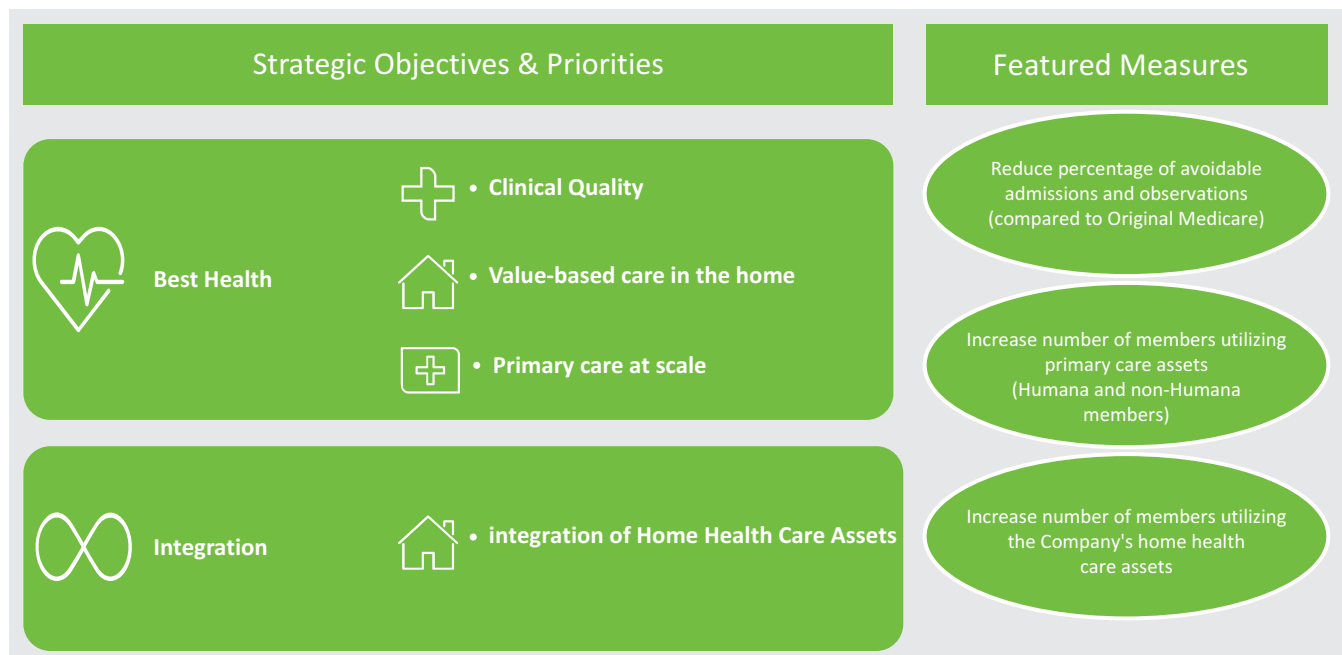 Strategic Objectives & Priorities
Featured Measures
Best Health
• Clinical Quality
• Value-based care in the home
• Primary care at scale
Reduce percentage of avoidable
admissions and observations
(compared to Original Medicare)
Increase number of members utilizing
primary care assets
(Humana and non-Humana
members)
Integration
• integration of Home Health Care Assets
Increase number of members utilizing
the Company's home health
care assets